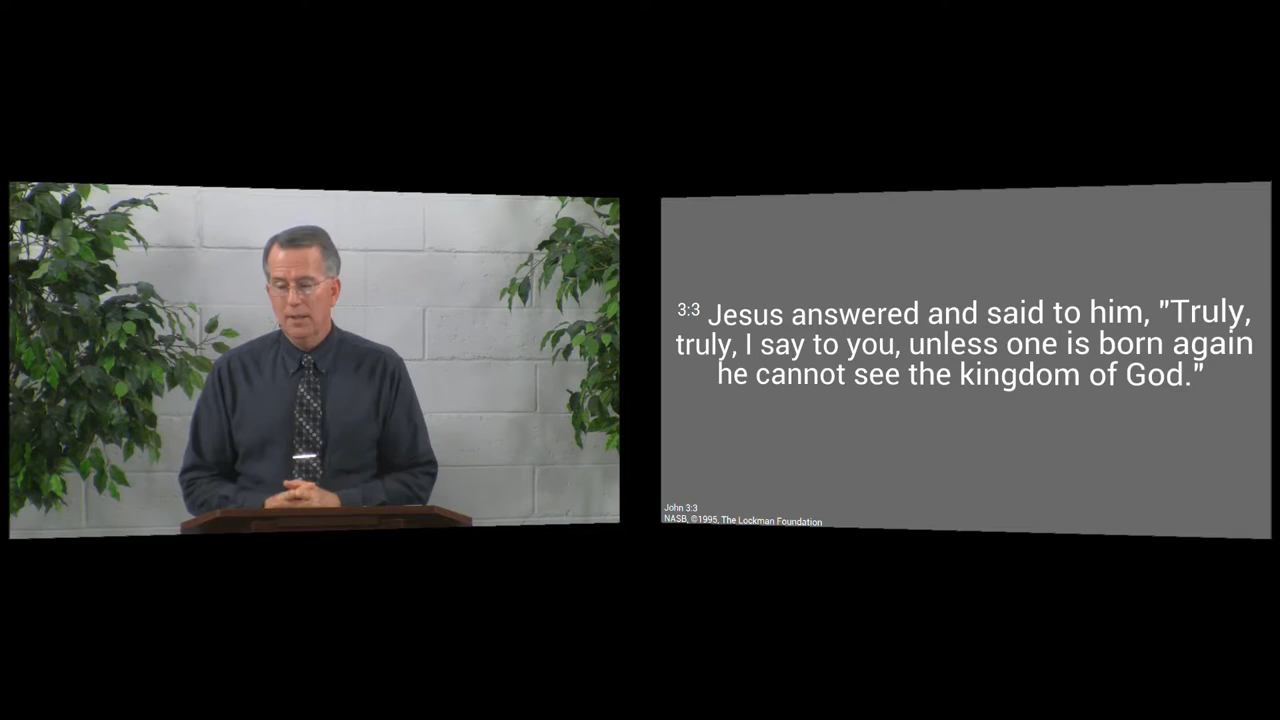 3:3 Jesus answered and said to him, "Truly,
truly, I say to you, unless one is born again
he cannot see the kingdom of God."
John 3:3
NASB, ©1995, The Lockman Foundation